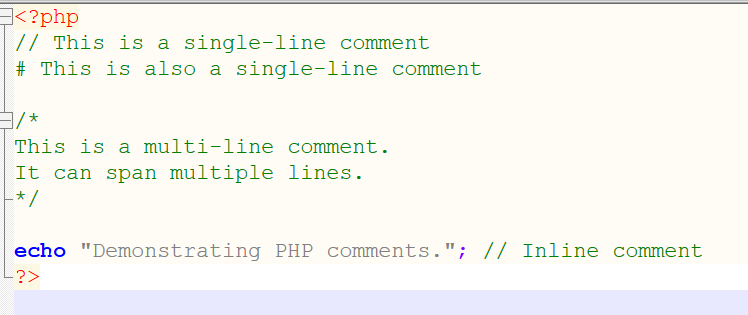 <?php
// This is a single-line comment
# This is also a single-line comment
/*
This is a multi-line comment.
It can span multiple lines.
*/
echo "Demonstrating PHP comments."; // Inline comment
?>